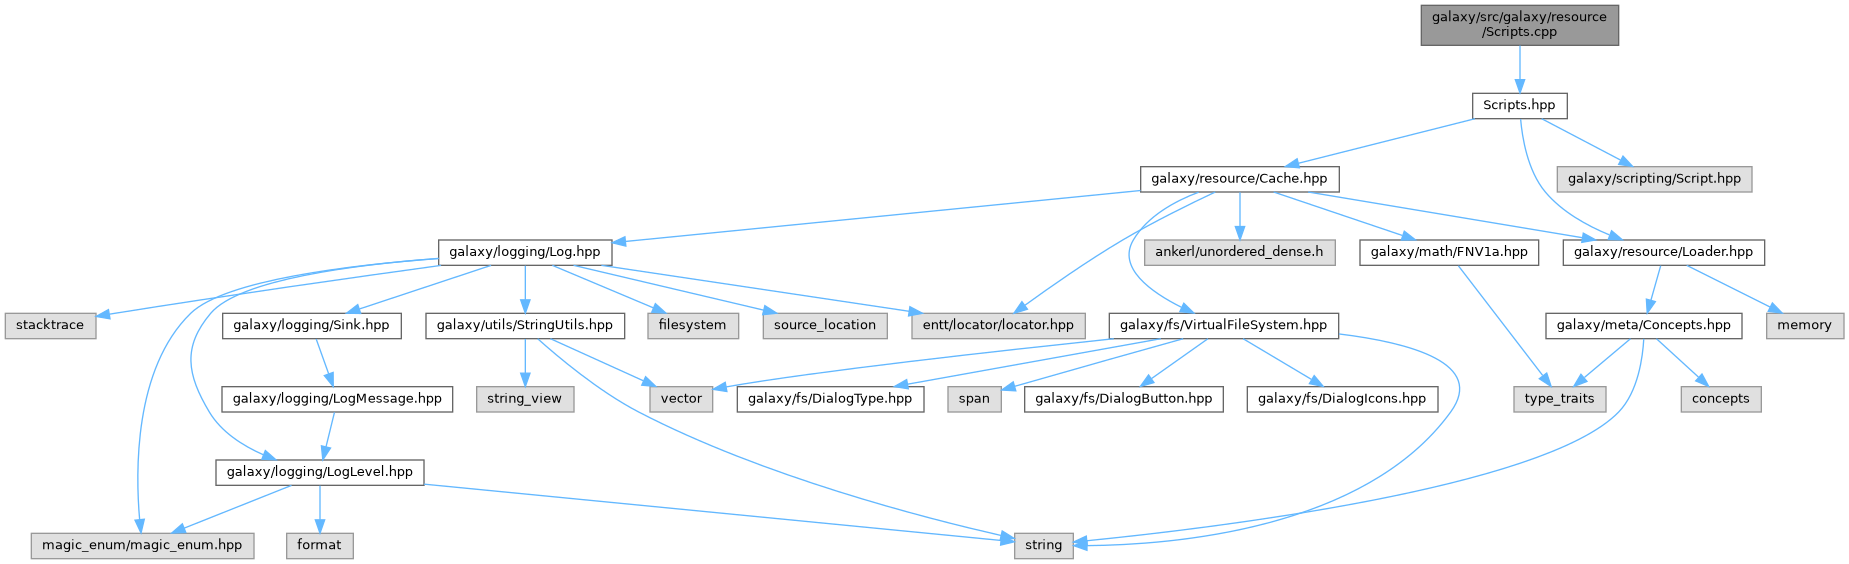 galaxy/src/galaxy/resource
/Scripts.cpp
Scripts.hpp
galaxy/resource/Cache.hpp
galaxy/scripting/Script.hpp
galaxy/logging/Log.hpp
ankerl/unordered_dense.h
galaxy/math/FNV1a.hpp
galaxy/resource/Loader.hpp
stacktrace
galaxy/logging/Sink.hpp
galaxy/utils/StringUtils.hpp
filesystem
source_location
entt/locator/locator.hpp
galaxy/fs/VirtualFileSystem.hpp
galaxy/meta/Concepts.hpp
memory
galaxy/logging/LogMessage.hpp
string_view
vector
galaxy/fs/DialogType.hpp
span
galaxy/fs/DialogButton.hpp
galaxy/fs/DialogIcons.hpp
type_traits
concepts
galaxy/logging/LogLevel.hpp
magic_enum/magic_enum.hpp
format
string